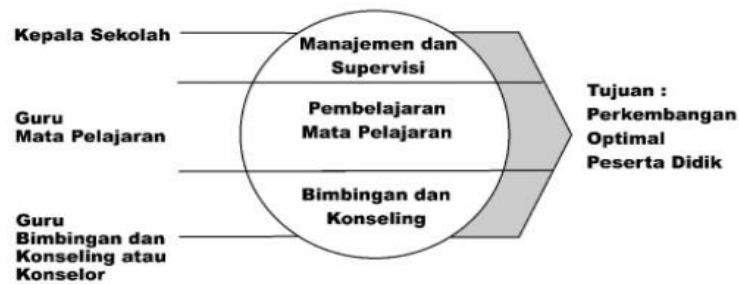 Kepala Sekolah
Manajemen dan
Supervisi
Guru
Mata Pelajaran
Pembelajaran
Mata Pelajaran
Tujuan :
Perkembangan
Optimal
Peserta Didik
Guru
Bimbingan dan
Konseling atau
Konselor
Bimbingan dan
Konseling